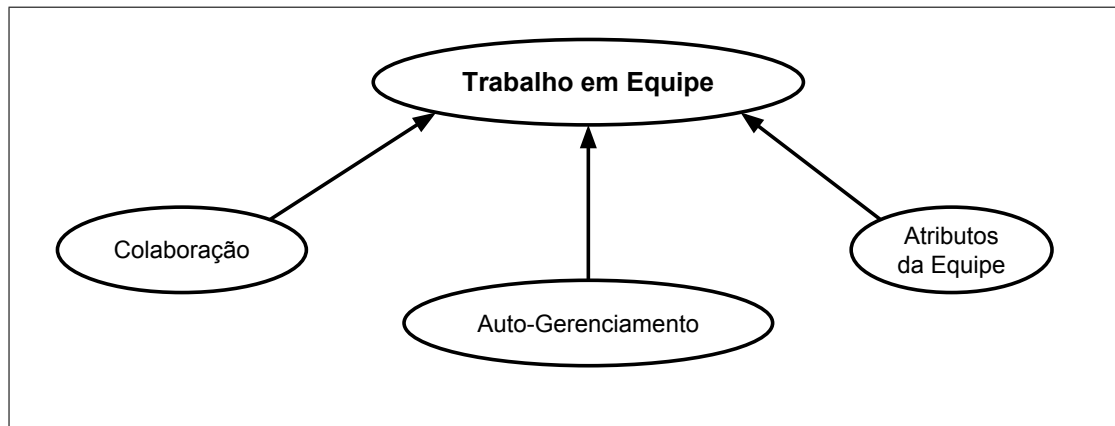 Trabalho em Equipe
Colaboração
Atributos
da Equipe
Auto-Gerenciamento